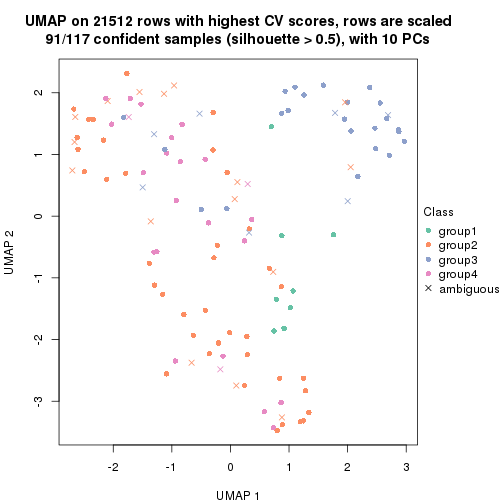 UMAP on 21512 rows with highest CV scores, rows are scaled
91/117 confident samples (silhouette > 0.5), with 10 PCs
2
1
0
-1
-2
-3
UMAP 2
-2
-1
0
1
2
3
UMAP 1
Class
group1
group2
group3
group4
ambiguous